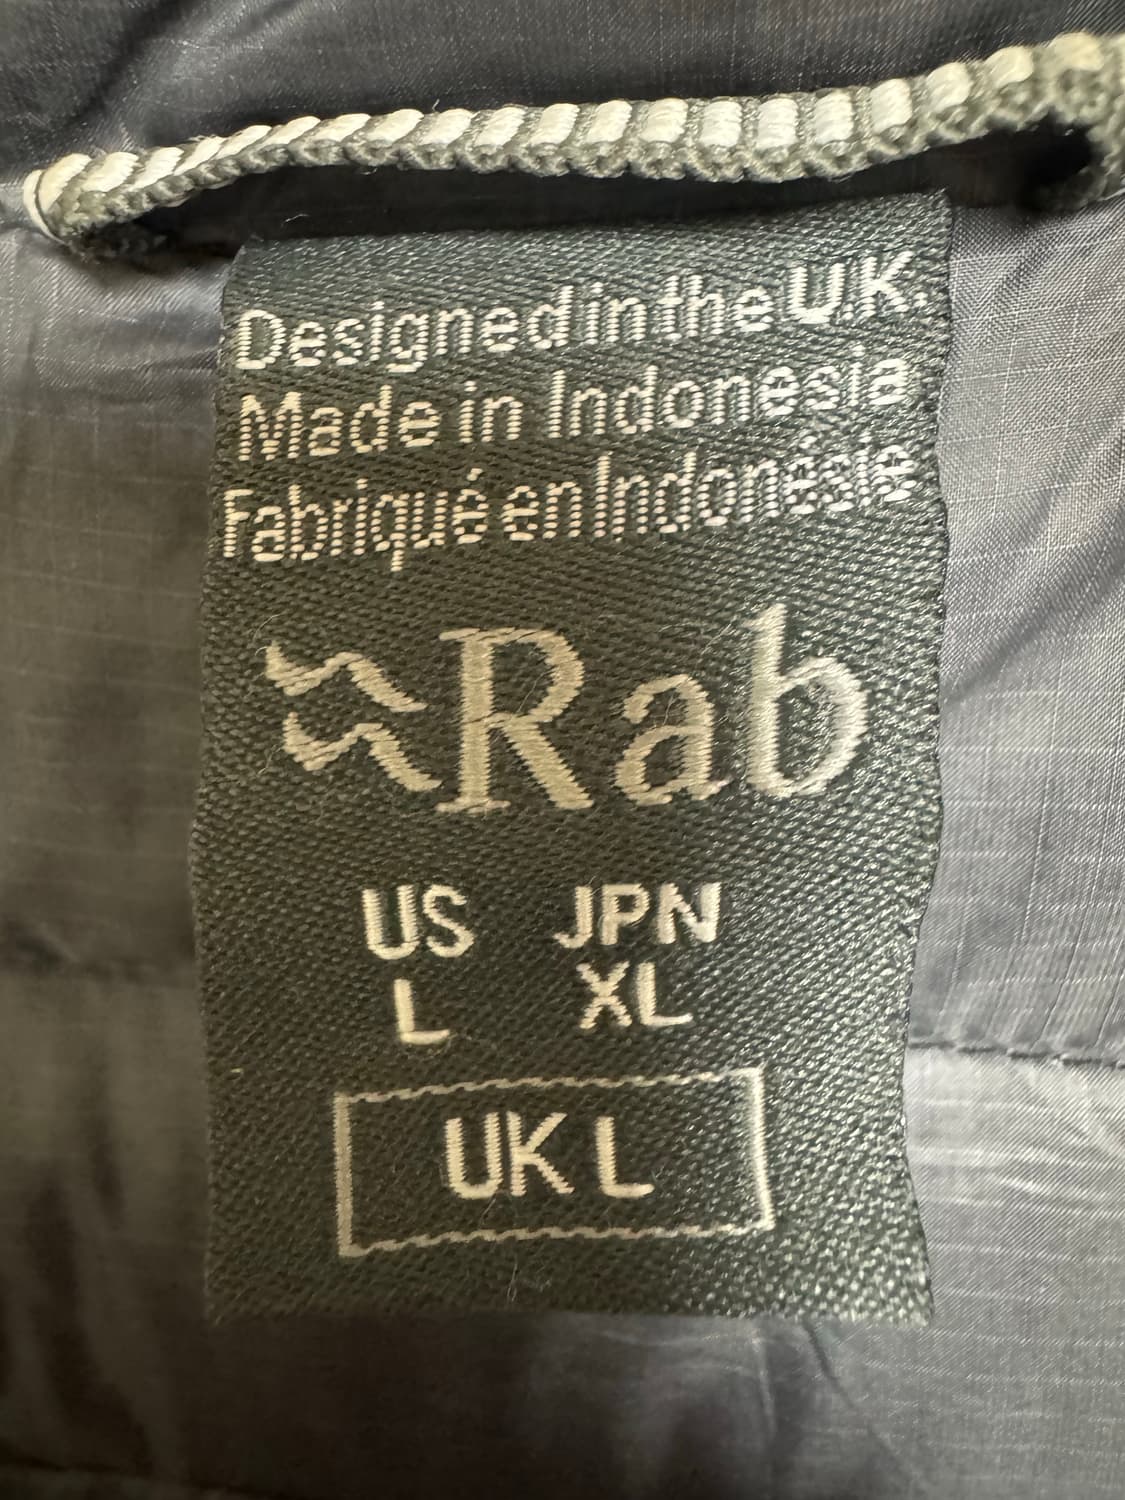 Designed in the U.K.
Made in Indonesia
Fabriqué en Indonésie
Rab
US JPN
L XL
UK L